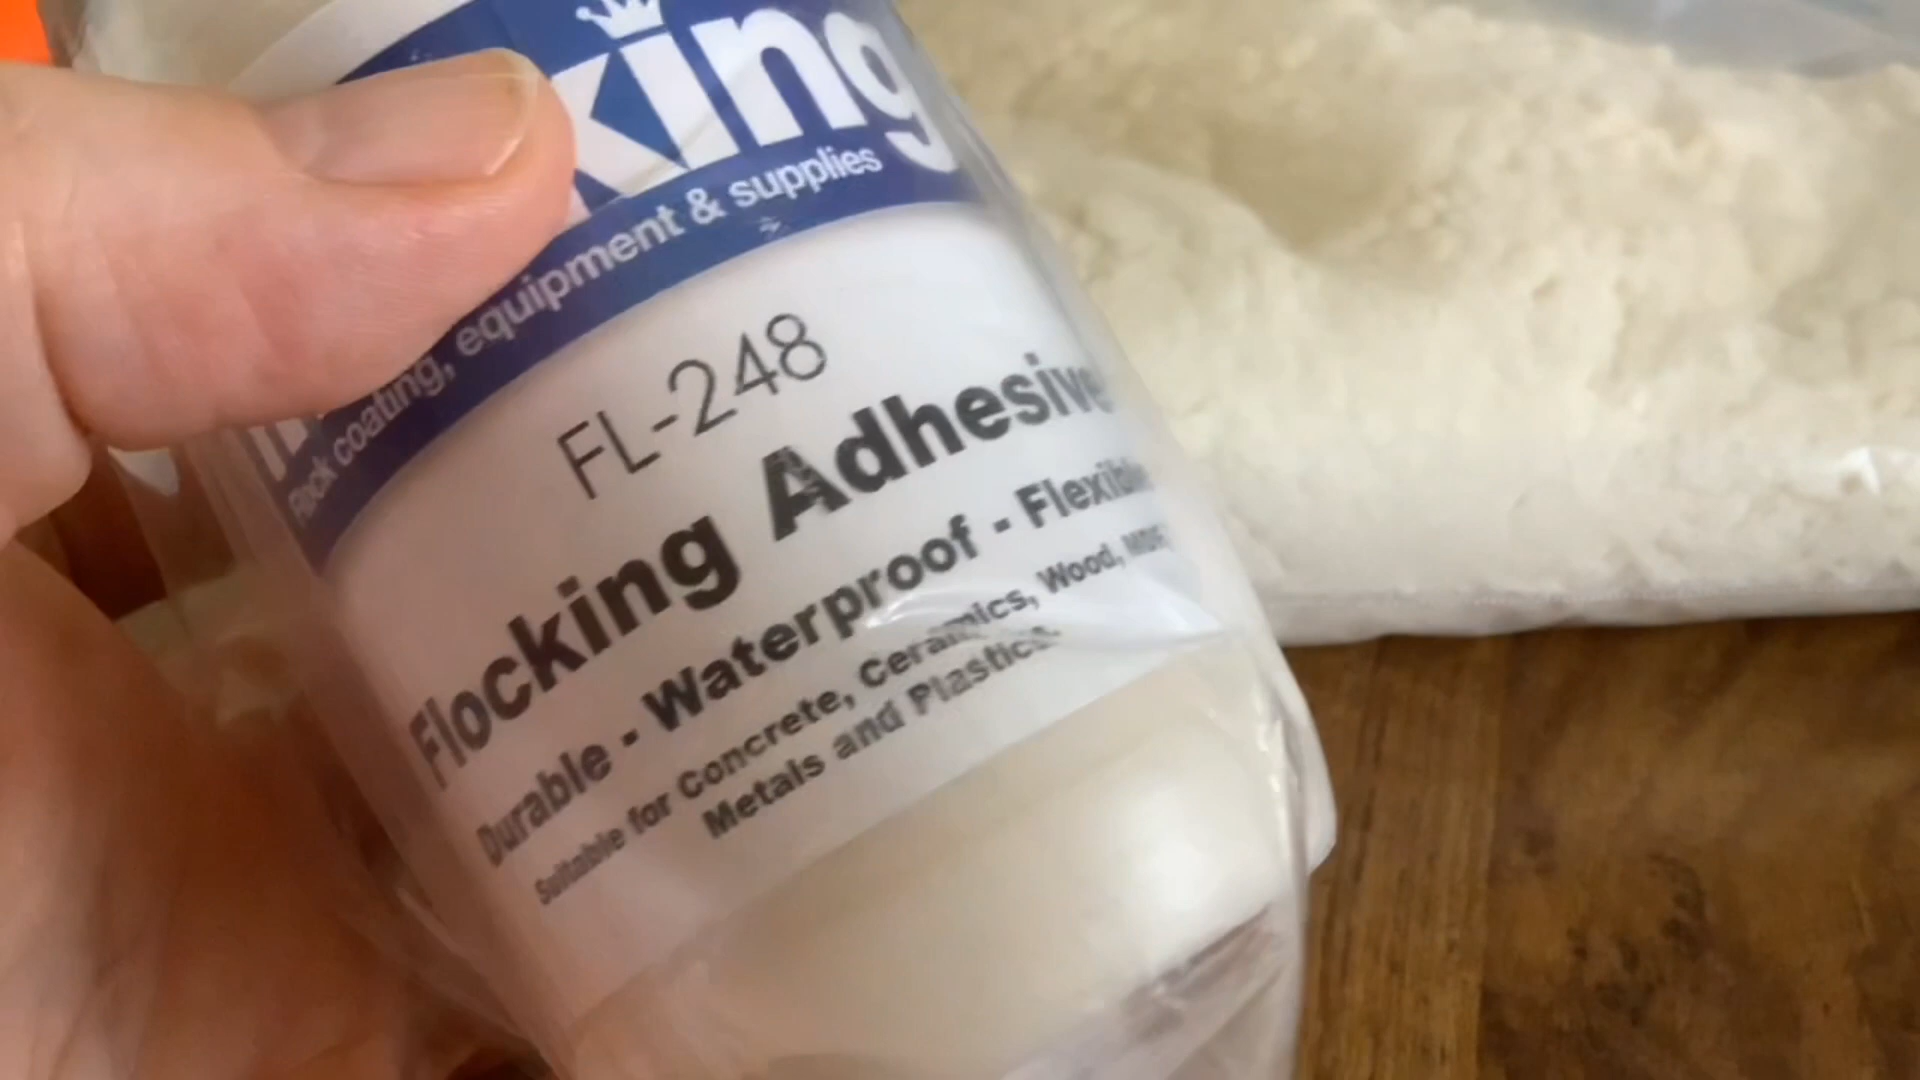 king
Flock coating, equipment & supplies
FL-248
Flocking Adhesive
Durable - Waterproof - Flexible
Suitable for Concrete, Ceramics, Wood, MDF
Metals and Plastics.